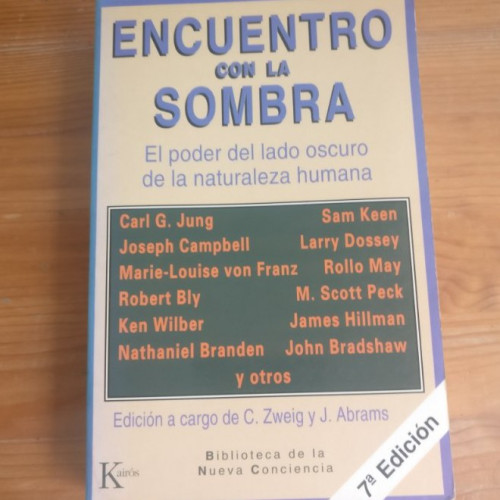 ENCUENTRO
CON LA
SOMBRA
El poder del lado oscuro
de la naturaleza humana
Carl G. Jung Sam Keen
Joseph Campbell Larry Dossey
Marie-Louise von Franz Rollo May
Robert Bly M. Scott Peck
Ken Wilber James Hillman
Nathaniel Branden John Bradshaw
y otros
Edición a cargo de C. Zweig y J. Abrams
Biblioteca de la
Nueva Conciencia
Kairós
7ª Edición